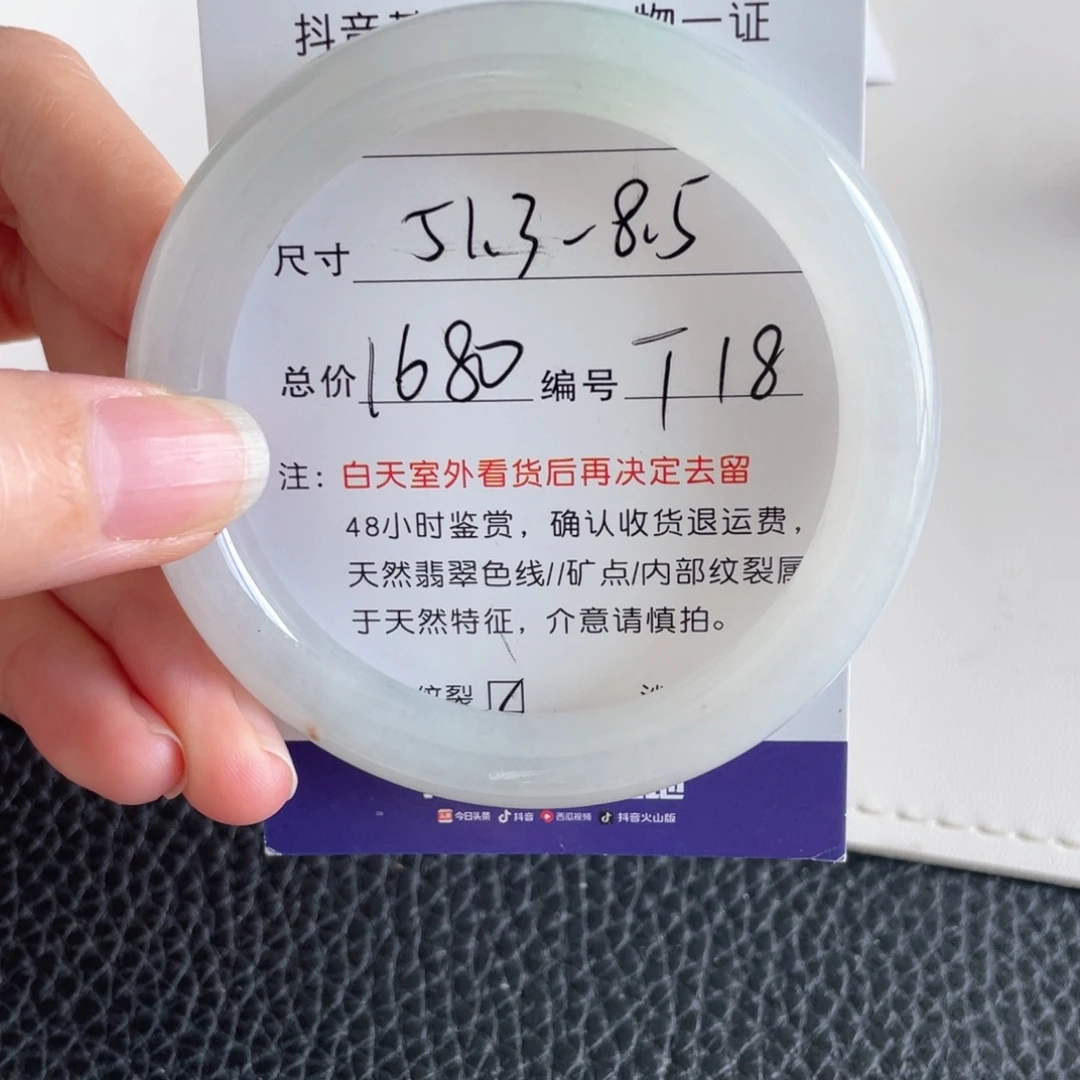 抖音 物一证
尺寸 51.3-8.5
总价 1680 编号 T18
注：白天室外看货后再决定去留
48小时鉴赏，确认收货退运费，
天然翡翠色线//矿点/内部纹裂属
于天然特征，介意请慎拍。
纹裂
今日头条 抖音 西瓜视频 抖音火山版